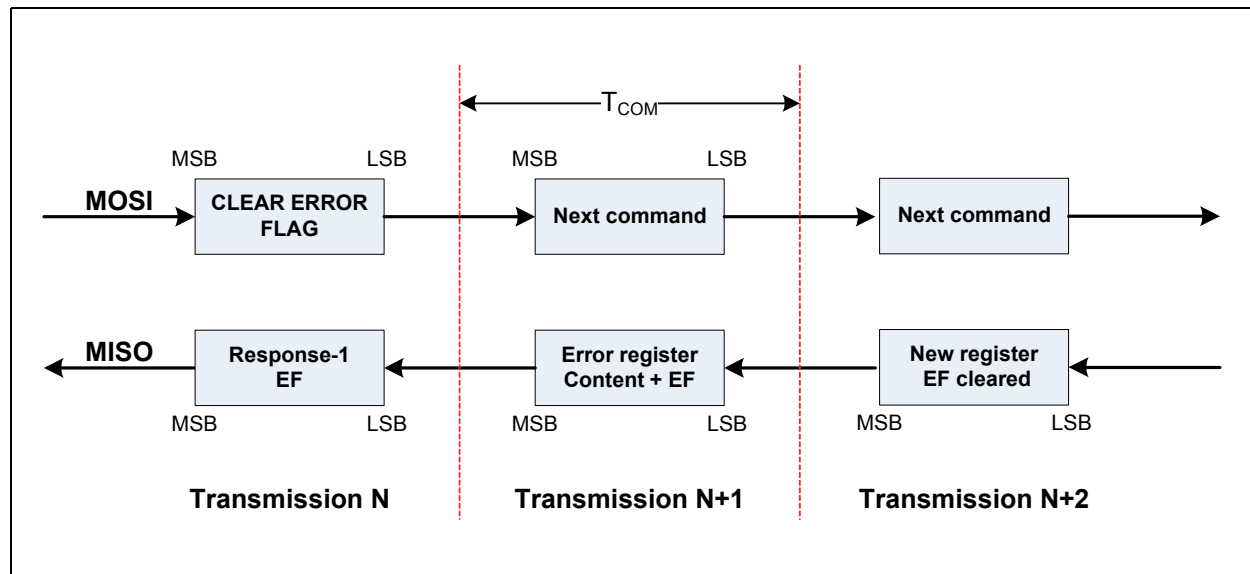 T_COM
MSB LSB MSB LSB
MOSI
CLEAR ERROR
FLAG
Next command
Next command
MISO
Response-1
EF
Error register
Content + EF
New register
EF cleared
MSB LSB MSB LSB MSB LSB
Transmission N Transmission N+1 Transmission N+2